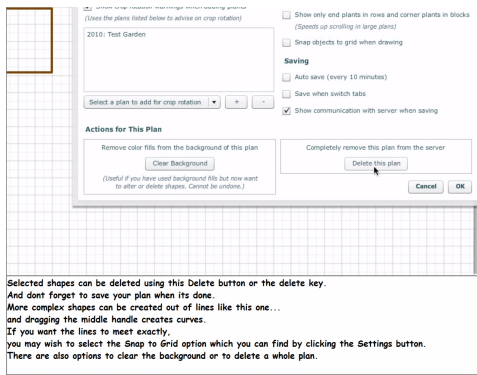 Show crop rotation warnings when adding plants
(Uses the plans listed below to advise on crop rotation)
2010: Test Garden
Select a plan to add for crop rotation
+
-
Show only end plants in rows and corner plants in blocks
(Speeds up scrolling in large plans)
Snap objects to grid when drawing
Saving
Auto save (every 10 minutes)
Save when switch tabs
Show communication with server when saving
Actions for This Plan
Remove color fills from the background of this plan
Clear Background
(Useful if you have used background fills but now want
to alter or delete shapes. Cannot be undone.)
Completely remove this plan from the server
Delete this plan
Cancel
OK
Selected shapes can be deleted using this Delete button or the delete key.
And dont forget to save your plan when its done.
More complex shapes can be created out of lines like this one...
and dragging the middle handle creates curves.
If you want the lines to meet exactly,
you may wish to select the Snap to Grid option which you can find by clicking the Settings button.
There are also options to clear the background or to delete a whole plan.